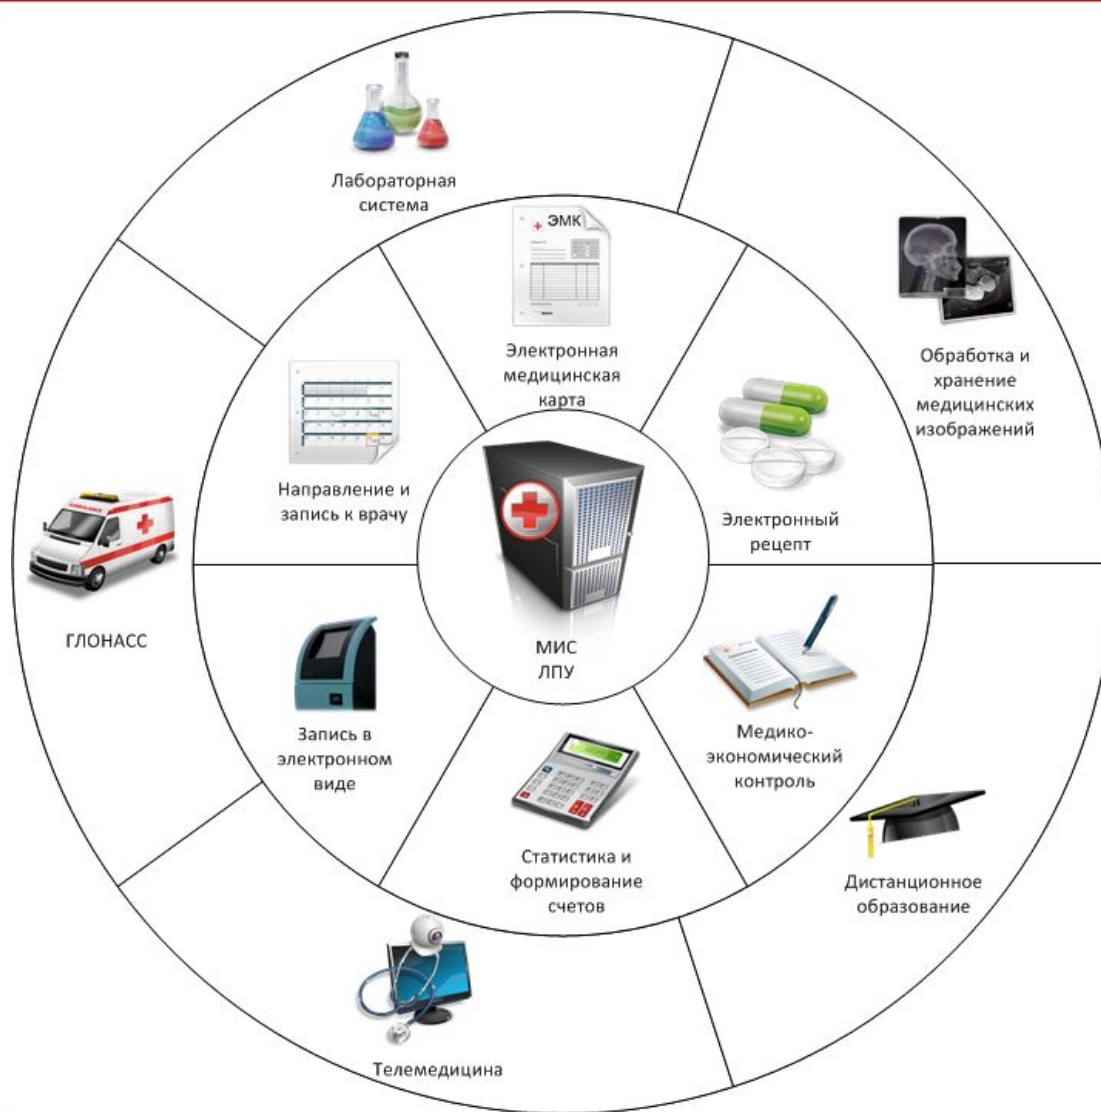 Лабораторная
система
ЭМК
Электронная
медицинская
карта
Обработка и
хранение
медицинских
изображений
Направление и
запись к врачу
Электронный
рецепт
AMBULANCE
ГЛОНАСС
МИС
ЛПУ
Запись в
электронном
виде
Медико-
экономический
контроль
Статистика и
формирование
счетов
Дистанционное
образование
Телемедицина